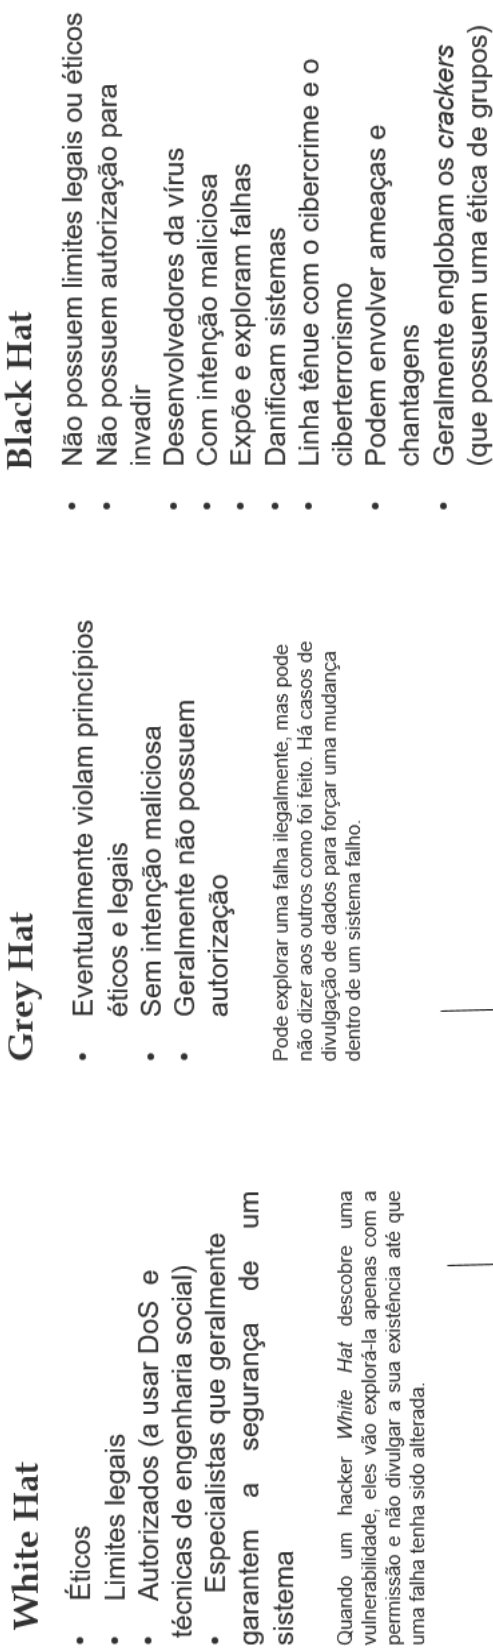 White Hat
• Éticos
• Limites legais
• Autorizados (a usar DoS e
técnicas de engenharia social)
• Especialistas que geralmente
garantem a segurança de um
sistema
Quando um hacker White Hat descobre uma
vulnerabilidade, eles vão explorá-la apenas com a
permissão e não divulgar a sua existência até que
uma falha tenha sido alterada.
Grey Hat
• Eventualmente violam princípios
éticos e legais
• Sem intenção maliciosa
• Geralmente não possuem
autorização
Pode explorar uma falha ilegalmente, mas pode
não dizer aos outros como foi feito. Há casos de
divulgação de dados para forçar uma mudança
dentro de um sistema falho.
Black Hat
• Não possuem limites legais ou éticos
• Não possuem autorização para
invadir
• Desenvolvedores da vírus
• Com intenção maliciosa
• Expõe e exploram falhas
• Danificam sistemas
• Linha tênue com o cibercrime e o
ciberterrorismo
• Podem envolver ameaças e
chantagens
• Geralmente englobam os crackers
(que possuem uma ética de grupos)